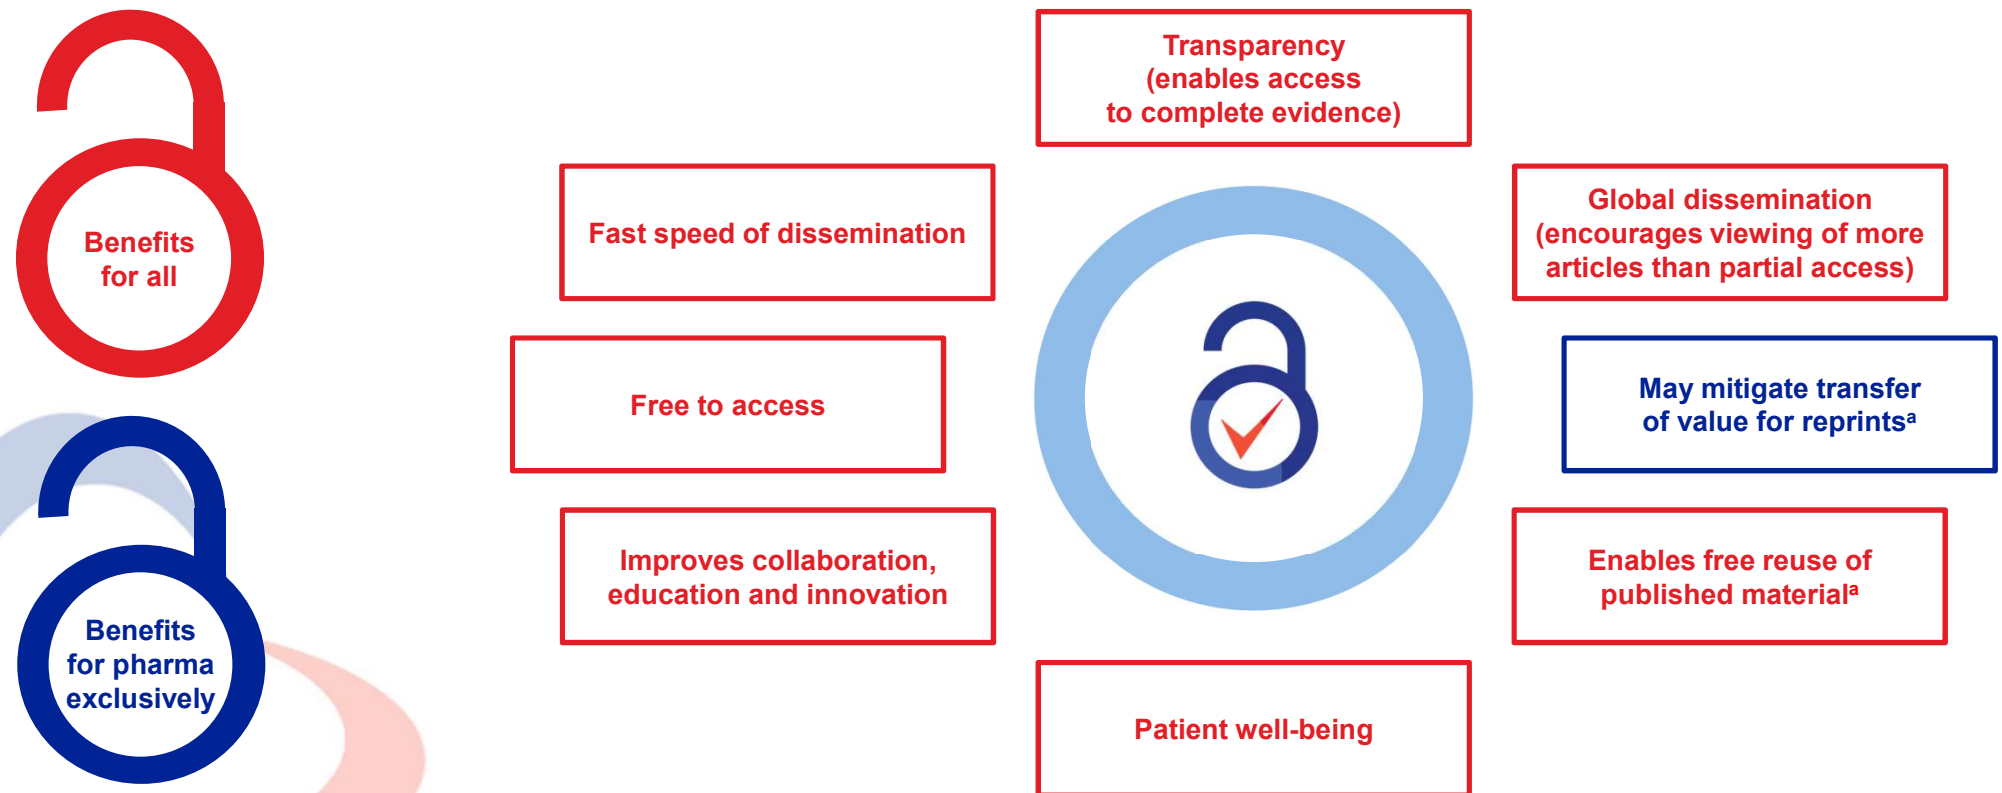 Benefits
for all
Benefits
for pharma
exclusively
Transparency
(enables access
to complete evidence)
Fast speed of dissemination
Global dissemination
(encourages viewing of more
articles than partial access)
Free to access
May mitigate transfer
of value for reprintsᵃ
Improves collaboration,
education and innovation
Enables free reuse of
published materialᵃ
Patient well-being